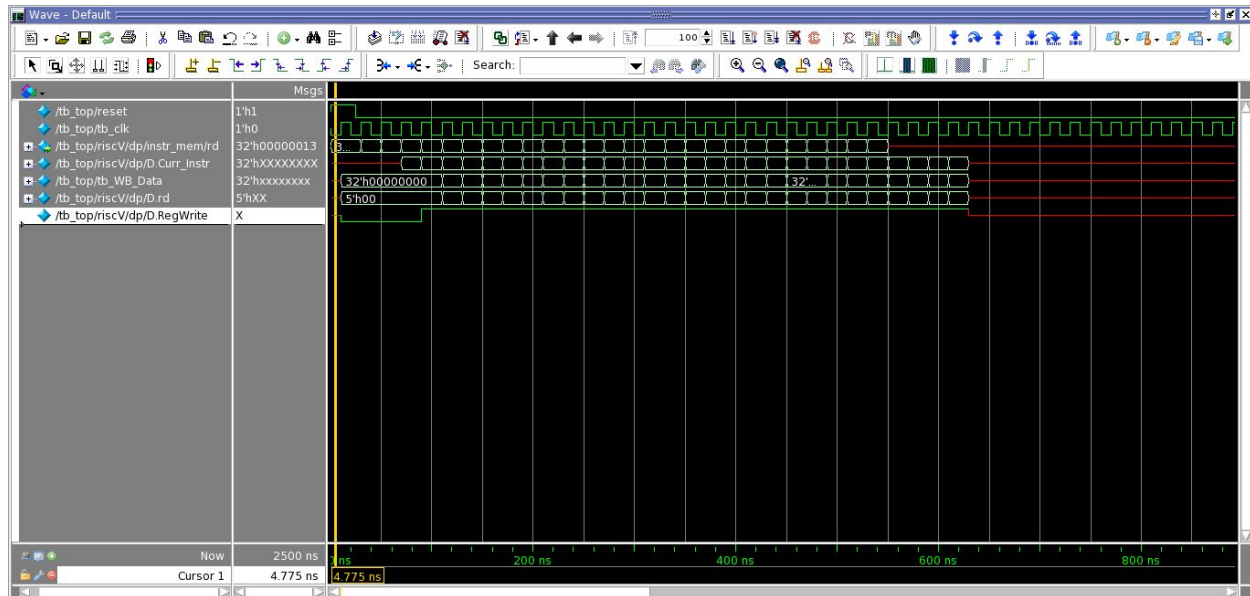 Wave - Default
100
Search:
Msgs
/tb_top/reset 1'h1
/tb_top/tb_clk 1'h0
/tb_top/riscV/dp/instr_mem/rd 32'h00000013 3...
/tb_top/riscV/dp/D.Curr_Instr 32'hXXXXXXXX
/tb_top/tb_WB_Data 32'hxxxxxxxx 32'h00000000 32'...
/tb_top/riscV/dp/D.rd 5'hXX 5'h00
/tb_top/riscV/dp/D.RegWrite X
Now 2500 ns ns 200 ns 400 ns 600 ns 800 ns
Cursor 1 4.775 ns 4.775 ns